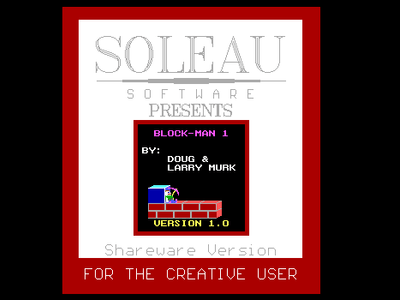 SOLEAU
SOFTWARE
PRESENTS
BLOCK-MAN 1
BY:
DOUG &
LARRY MURK
VERSION 1.0
Shareware Version
FOR THE CREATIVE USER